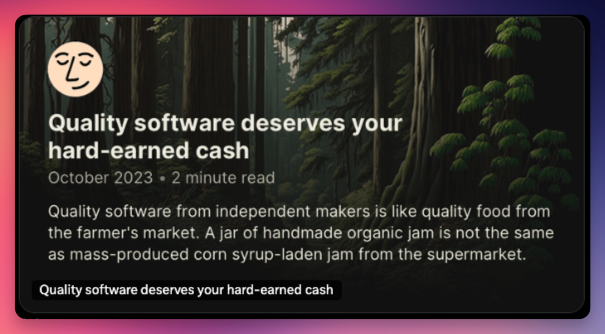 Quality software deserves your
hard-earned cash
October 2023 • 2 minute read
Quality software from independent makers is like quality food from
the farmer's market. A jar of handmade organic jam is not the same
as mass-produced corn syrup-laden jam from the supermarket.
Quality software deserves your hard-earned cash